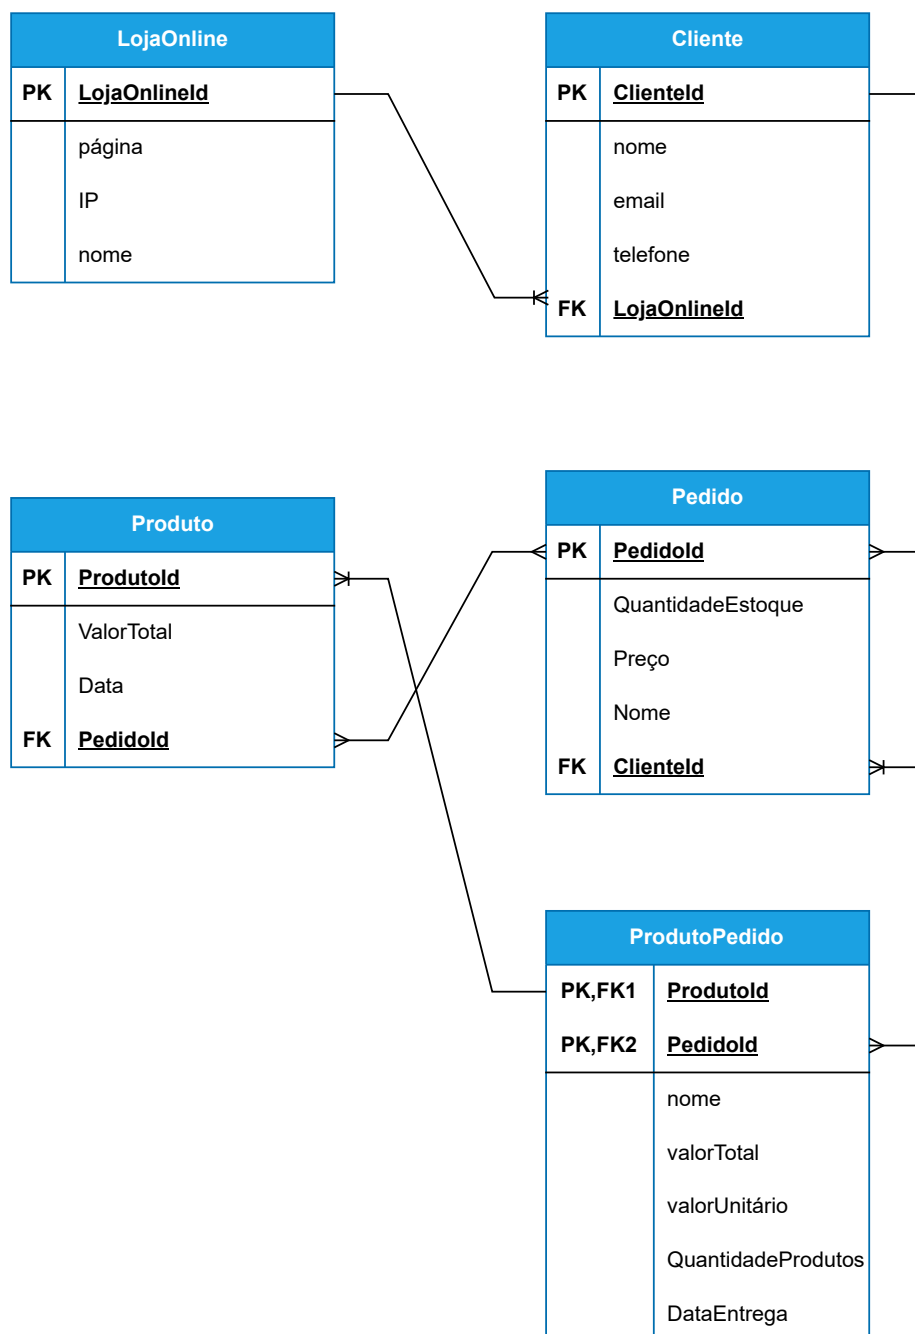 LojaOnline
PK LojaOnlineId
página
IP
nome
Cliente
PK ClienteId
nome
email
telefone
FK LojaOnlineId
Produto
PK ProdutoId
ValorTotal
Data
FK PedidoId
Pedido
PK PedidoId
QuantidadeEstoque
Preço
Nome
FK ClienteId
ProdutoPedido
PK,FK1 ProdutoId
PK,FK2 PedidoId
nome
valorTotal
valorUnitário
QuantidadeProdutos
DataEntrega